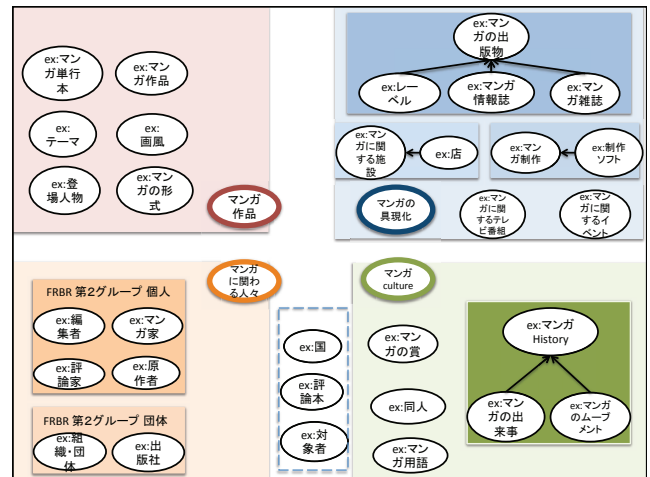 ex:マン
ガ単行
本
ex:マン
ガ作品
ex:
テーマ
ex:
画風
ex:登
場人物
ex:マン
ガの形
式
マンガ
作品
ex:マン
ガの出
版物
ex:レー
ベル
ex:マンガ
情報誌
ex:マン
ガ雑誌
ex:マン
ガに関
する施
設
ex:店
ex:マン
ガ制作
ex:制作
ソフト
マンガの
具現化
ex:マン
ガに関
するテレ
ビ番組
ex:マン
ガに関
するイ
ベント
マンガ
に関わ
る人々
FRBR 第2グループ 個人
ex:編
集者
ex:マン
ガ家
ex:評
論家
ex:原
作者
FRBR 第2グループ 団体
ex:組
織・団
体
ex:出
版社
ex:国
ex:評
論本
ex:対
象者
マンガ
culture
ex:マン
ガの賞
ex:同人
ex:マン
ガ用語
ex:マンガ
History
ex:マン
ガの出
来事
ex:マンガ
のムーブ
メント